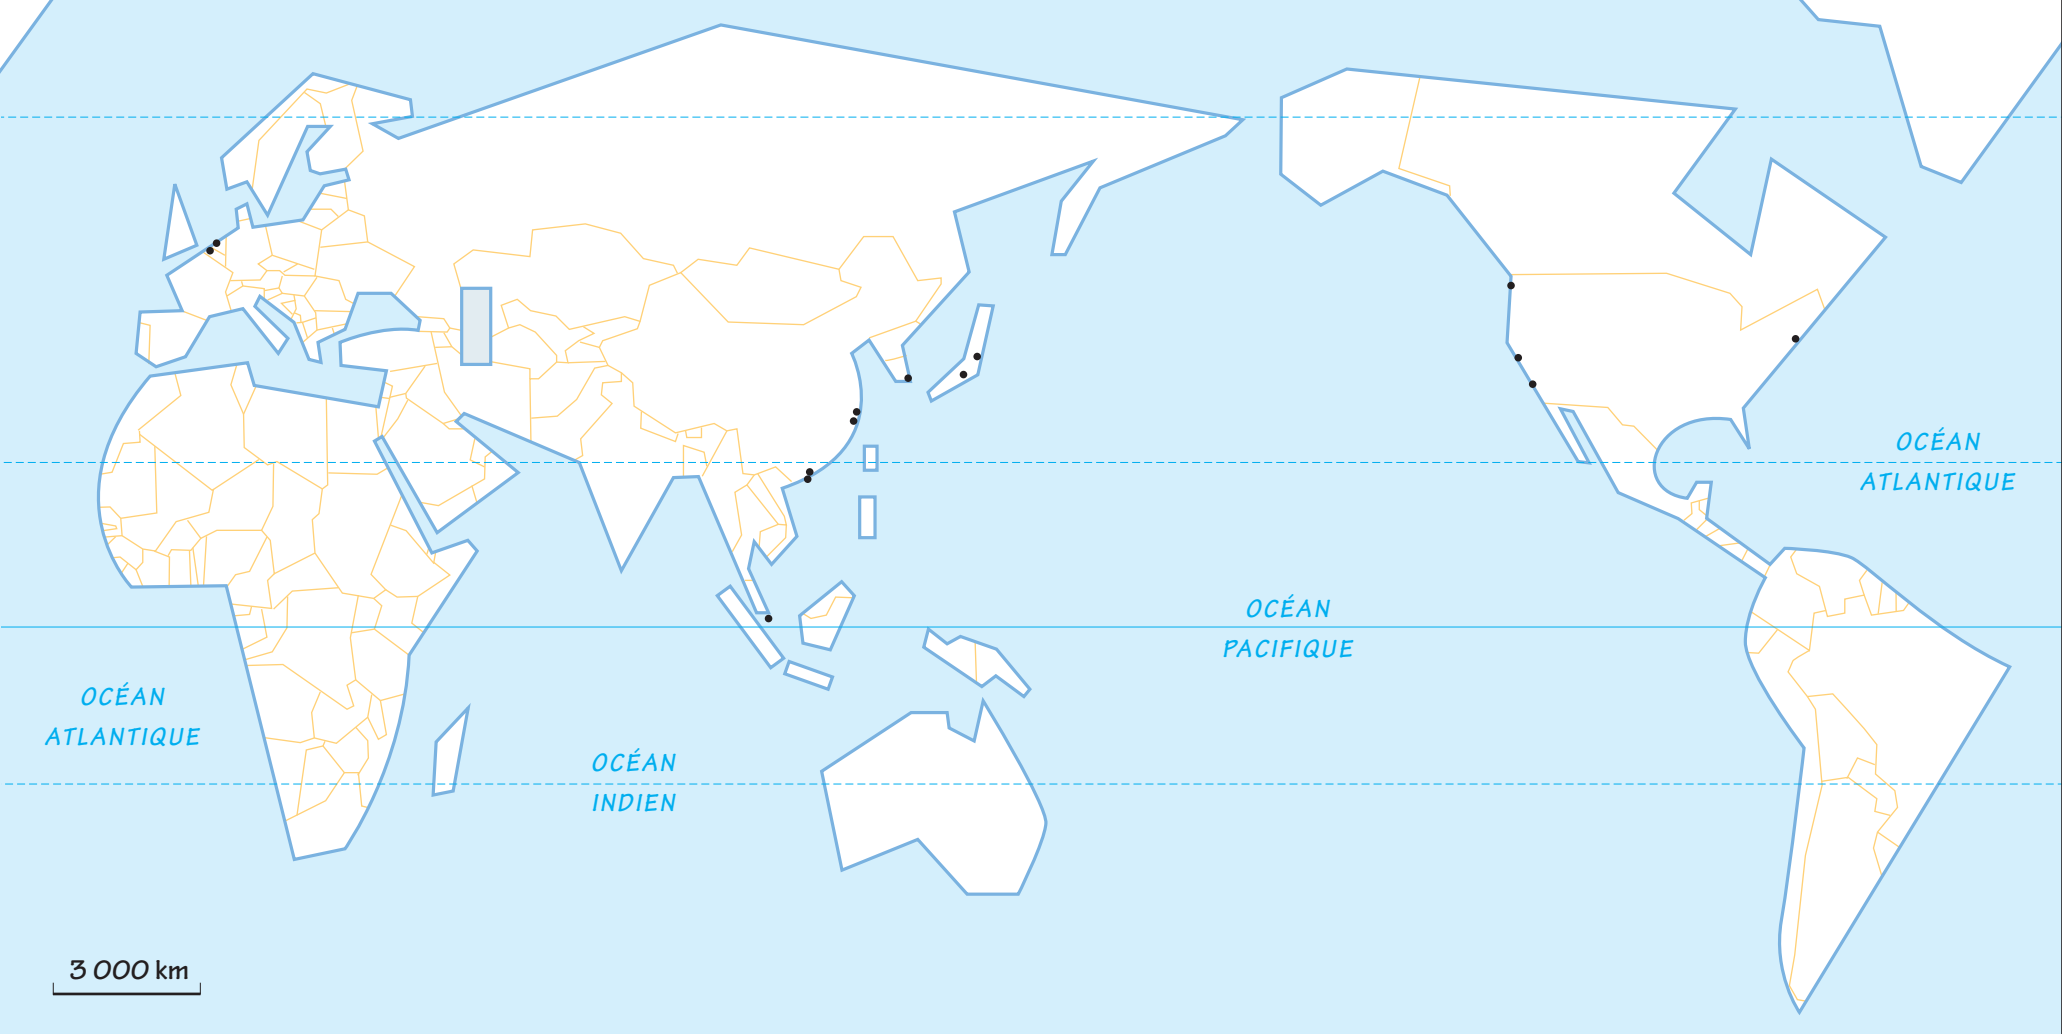 OCÉAN
ATLANTIQUE
OCÉAN
PACIFIQUE
OCÉAN
ATLANTIQUE
OCÉAN
INDIEN
3 000 km